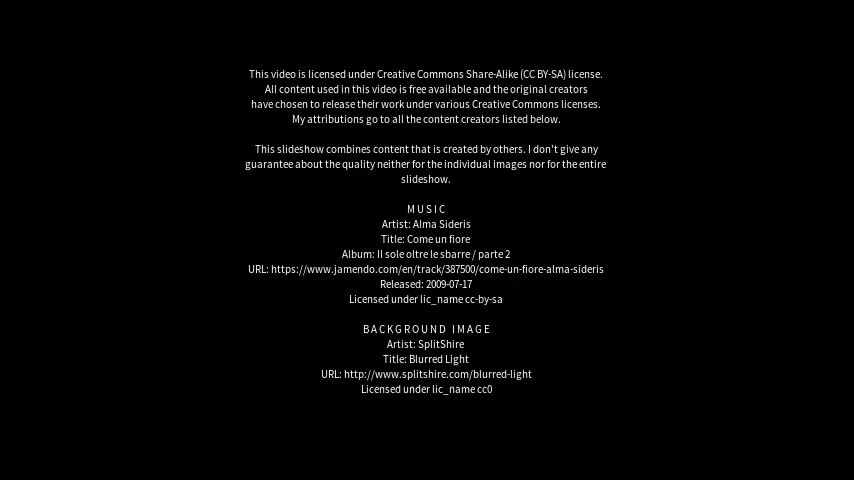 This video is licensed under Creative Commons Share-Alike (CC BY-SA) license.
All content used in this video is free available and the original creators
have chosen to release their work under various Creative Commons licenses.
My attributions go to all the content creators listed below.
This slideshow combines content that is created by others. I don't give any
guarantee about the quality neither for the individual images nor for the entire
slideshow.
MUSIC
Artist: Alma Sideris
Title: Come un fiore
Album: Il sole oltre le sbarre / parte 2
URL: https://www.jamendo.com/en/track/387500/come-un-fiore-alma-sideris
Released: 2009-07-17
Licensed under lic_name cc-by-sa
BACKGROUND IMAGE
Artist: SplitShire
Title: Blurred Light
URL: http://www.splitshire.com/blurred-light
Licensed under lic_name cc0